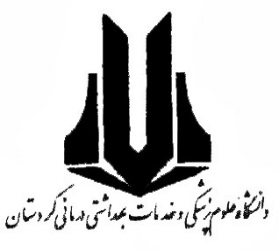 دانشگاه علوم پزشکی و خدمات بهداشتی درمانی کردستان